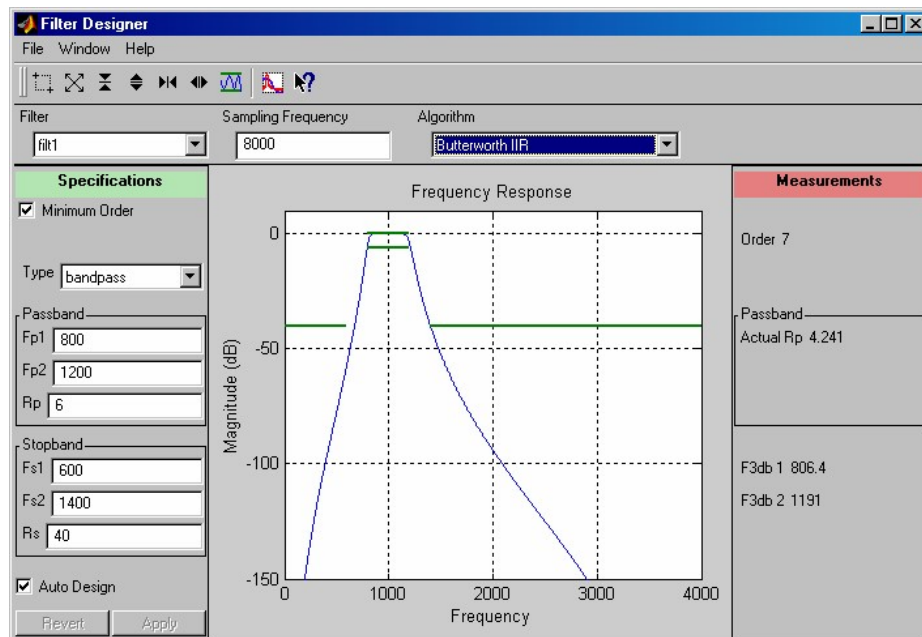 Filter Designer
File Window Help
Filter
filt1
Sampling Frequency
8000
Algorithm
Butterworth IIR
Specifications
Minimum Order
Type bandpass
Passband
Fp1 800
Fp2 1200
Rp 6
Stopband
Fs1 600
Fs2 1400
Rs 40
Auto Design
Revert Apply
Frequency Response
Magnitude (dB)
0
-50
-100
-150
0 1000 2000 3000 4000
Frequency
Measurements
Order 7
Passband
Actual Rp 4.241
F3db 1 806.4
F3db 2 1191